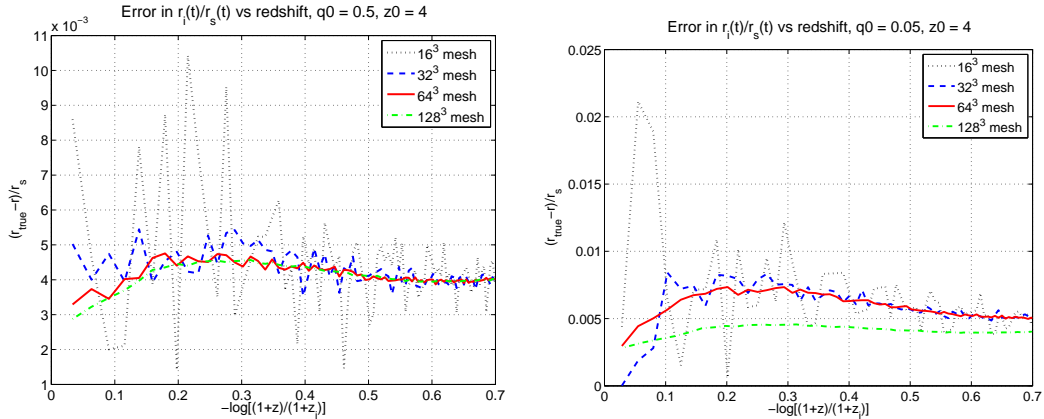 Error in r_i(t)/r_s(t) vs redshift, q0 = 0.5, z0 = 4
x 10^-3
11
10
9
8
7
6
5
4
3
2
1
(r_true−r)/r_s
16^3 mesh
32^3 mesh
64^3 mesh
128^3 mesh
0 0.1 0.2 0.3 0.4 0.5 0.6 0.7
−log[(1+z)/(1+z_i)]
Error in r_i(t)/r_s(t) vs redshift, q0 = 0.05, z0 = 4
0.025
0.02
0.015
0.01
0.005
0
(r_true−r)/r_s
16^3 mesh
32^3 mesh
64^3 mesh
128^3 mesh
0 0.1 0.2 0.3 0.4 0.5 0.6 0.7
−log[(1+z)/(1+z_i)]